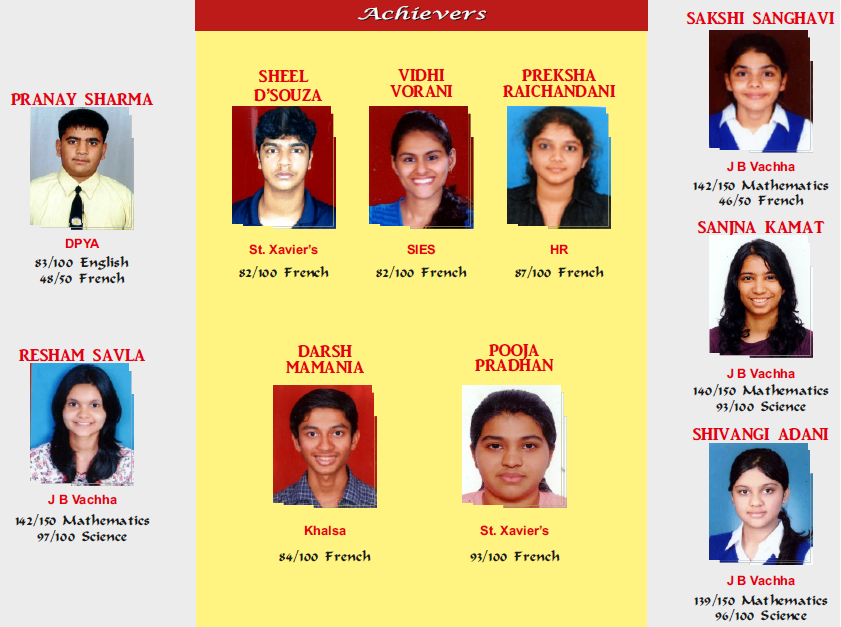 Achievers
PRANAY SHARMA
DPYA
83/100 English
48/50 French
RESHAM SAVLA
J B Vachha
142/150 Mathematics
97/100 Science
SHEEL
D'SOUZA
St. Xavier's
82/100 French
VIDHI
VORANI
SIES
82/100 French
PREKSHA
RAICHANDANI
HR
87/100 French
DARSH
MAMANIA
Khalsa
84/100 French
POOJA
PRADHAN
St. Xavier's
93/100 French
SAKSHI SANGHAVI
J B Vachha
142/150 Mathematics
46/50 French
SANJNA KAMAT
J B Vachha
140/150 Mathematics
93/100 Science
SHIVANGI ADANI
J B Vachha
139/150 Mathematics
96/100 Science